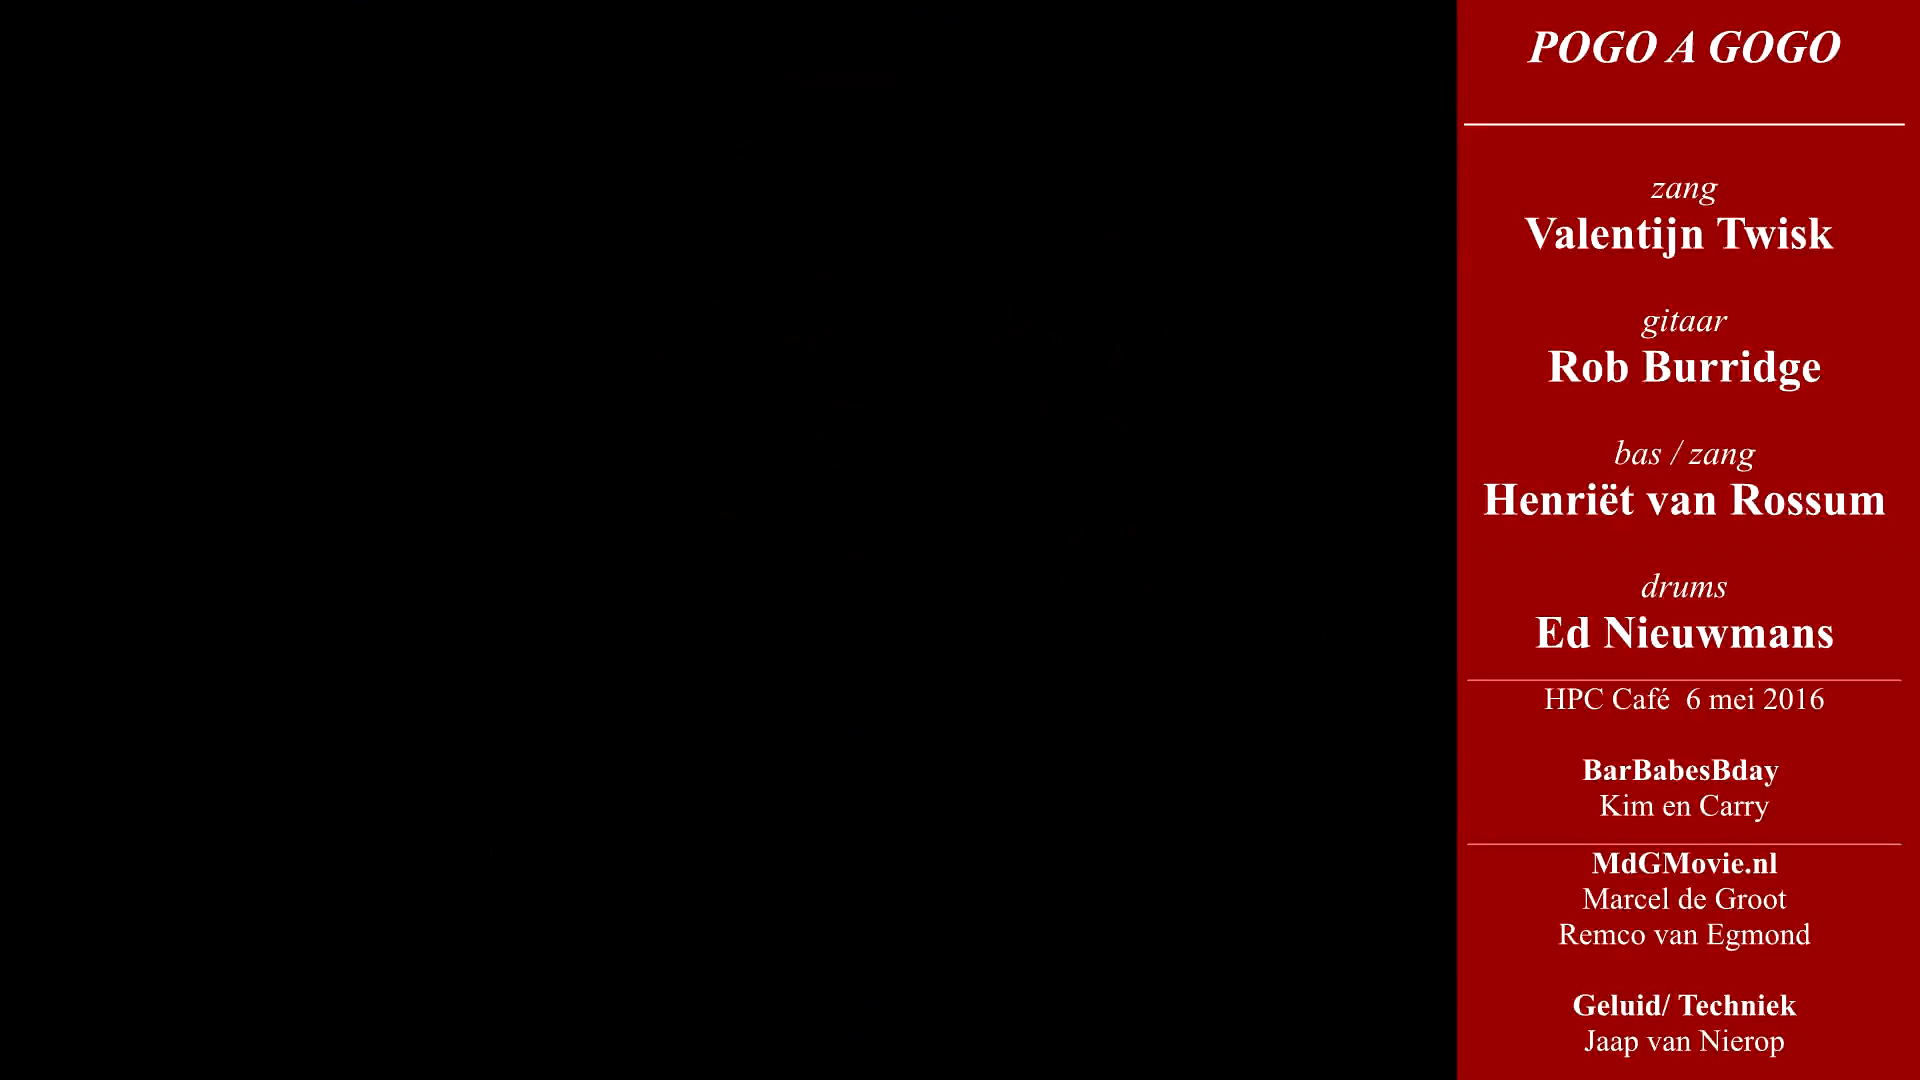 POGO A GOGO
zang
Valentijn Twisk
gitaar
Rob Burridge
bas / zang
Henriët van Rossum
drums
Ed Nieuwmans
HPC Café 6 mei 2016
BarBabesBday
Kim en Carry
MdGMovie.nl
Marcel de Groot
Remco van Egmond
Geluid/ Techniek
Jaap van Nierop